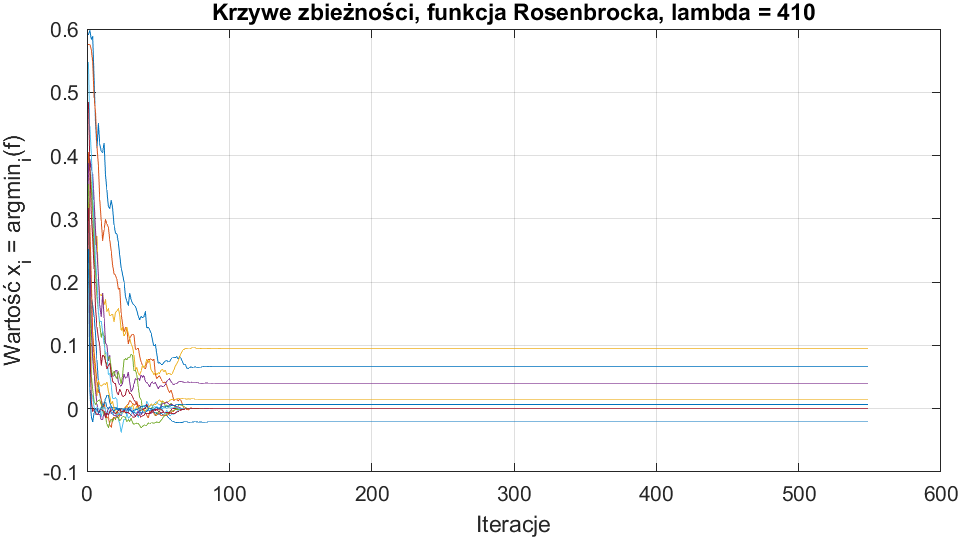 Krzywe zbieżności, funkcja Rosenbrocka, lambda = 410
Wartość x_i = argmin_i(f)
0.6
0.5
0.4
0.3
0.2
0.1
0
-0.1
0 100 200 300 400 500 600
Iteracje